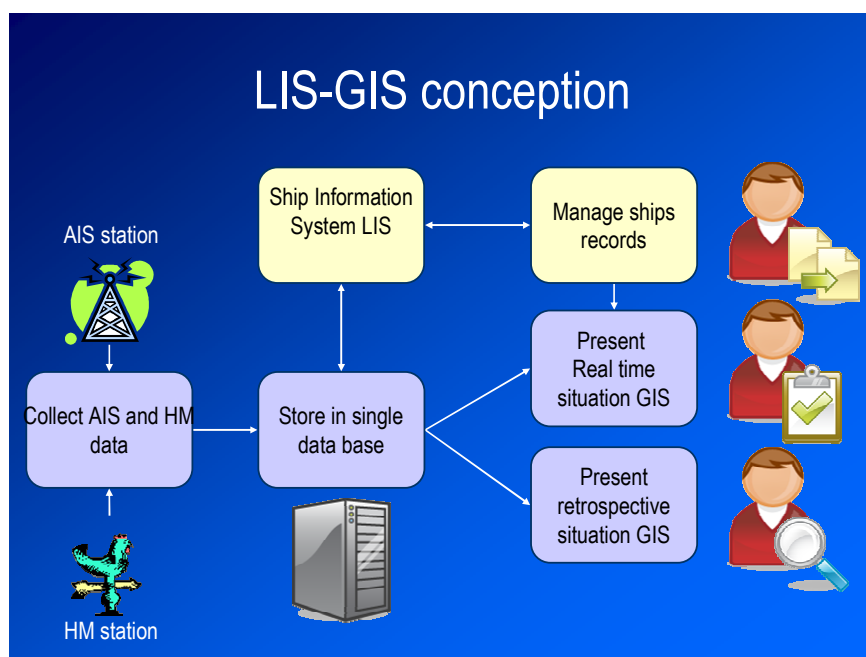 LIS-GIS conception
Ship Information
System LIS
Manage ships
records
AIS station
Present
Real time
situation GIS
Collect AIS and HM
data
Store in single
data base
Present
retrospective
situation GIS
HM station